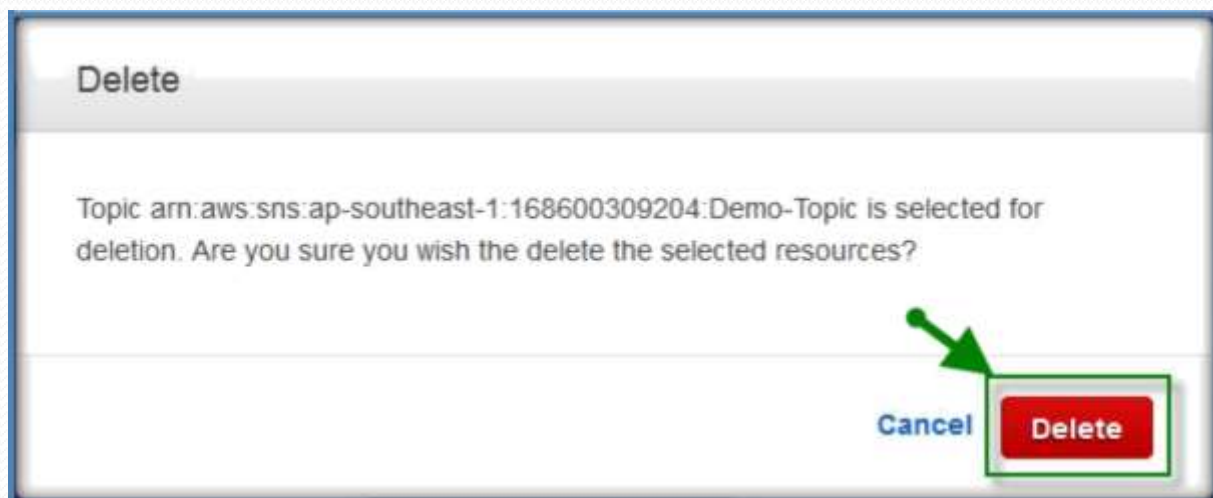 Delete
Topic arn:aws:sns:ap-southeast-1:168600309204:Demo-Topic is selected for
deletion. Are you sure you wish the delete the selected resources?
Cancel
Delete